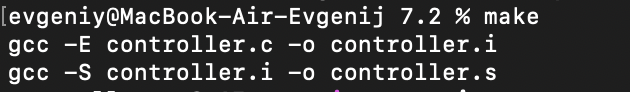 [evgeniy@MacBook-Air-Evgenij 7.2 % make
gcc -E controller.c -o controller.i
gcc -S controller.i -o controller.s